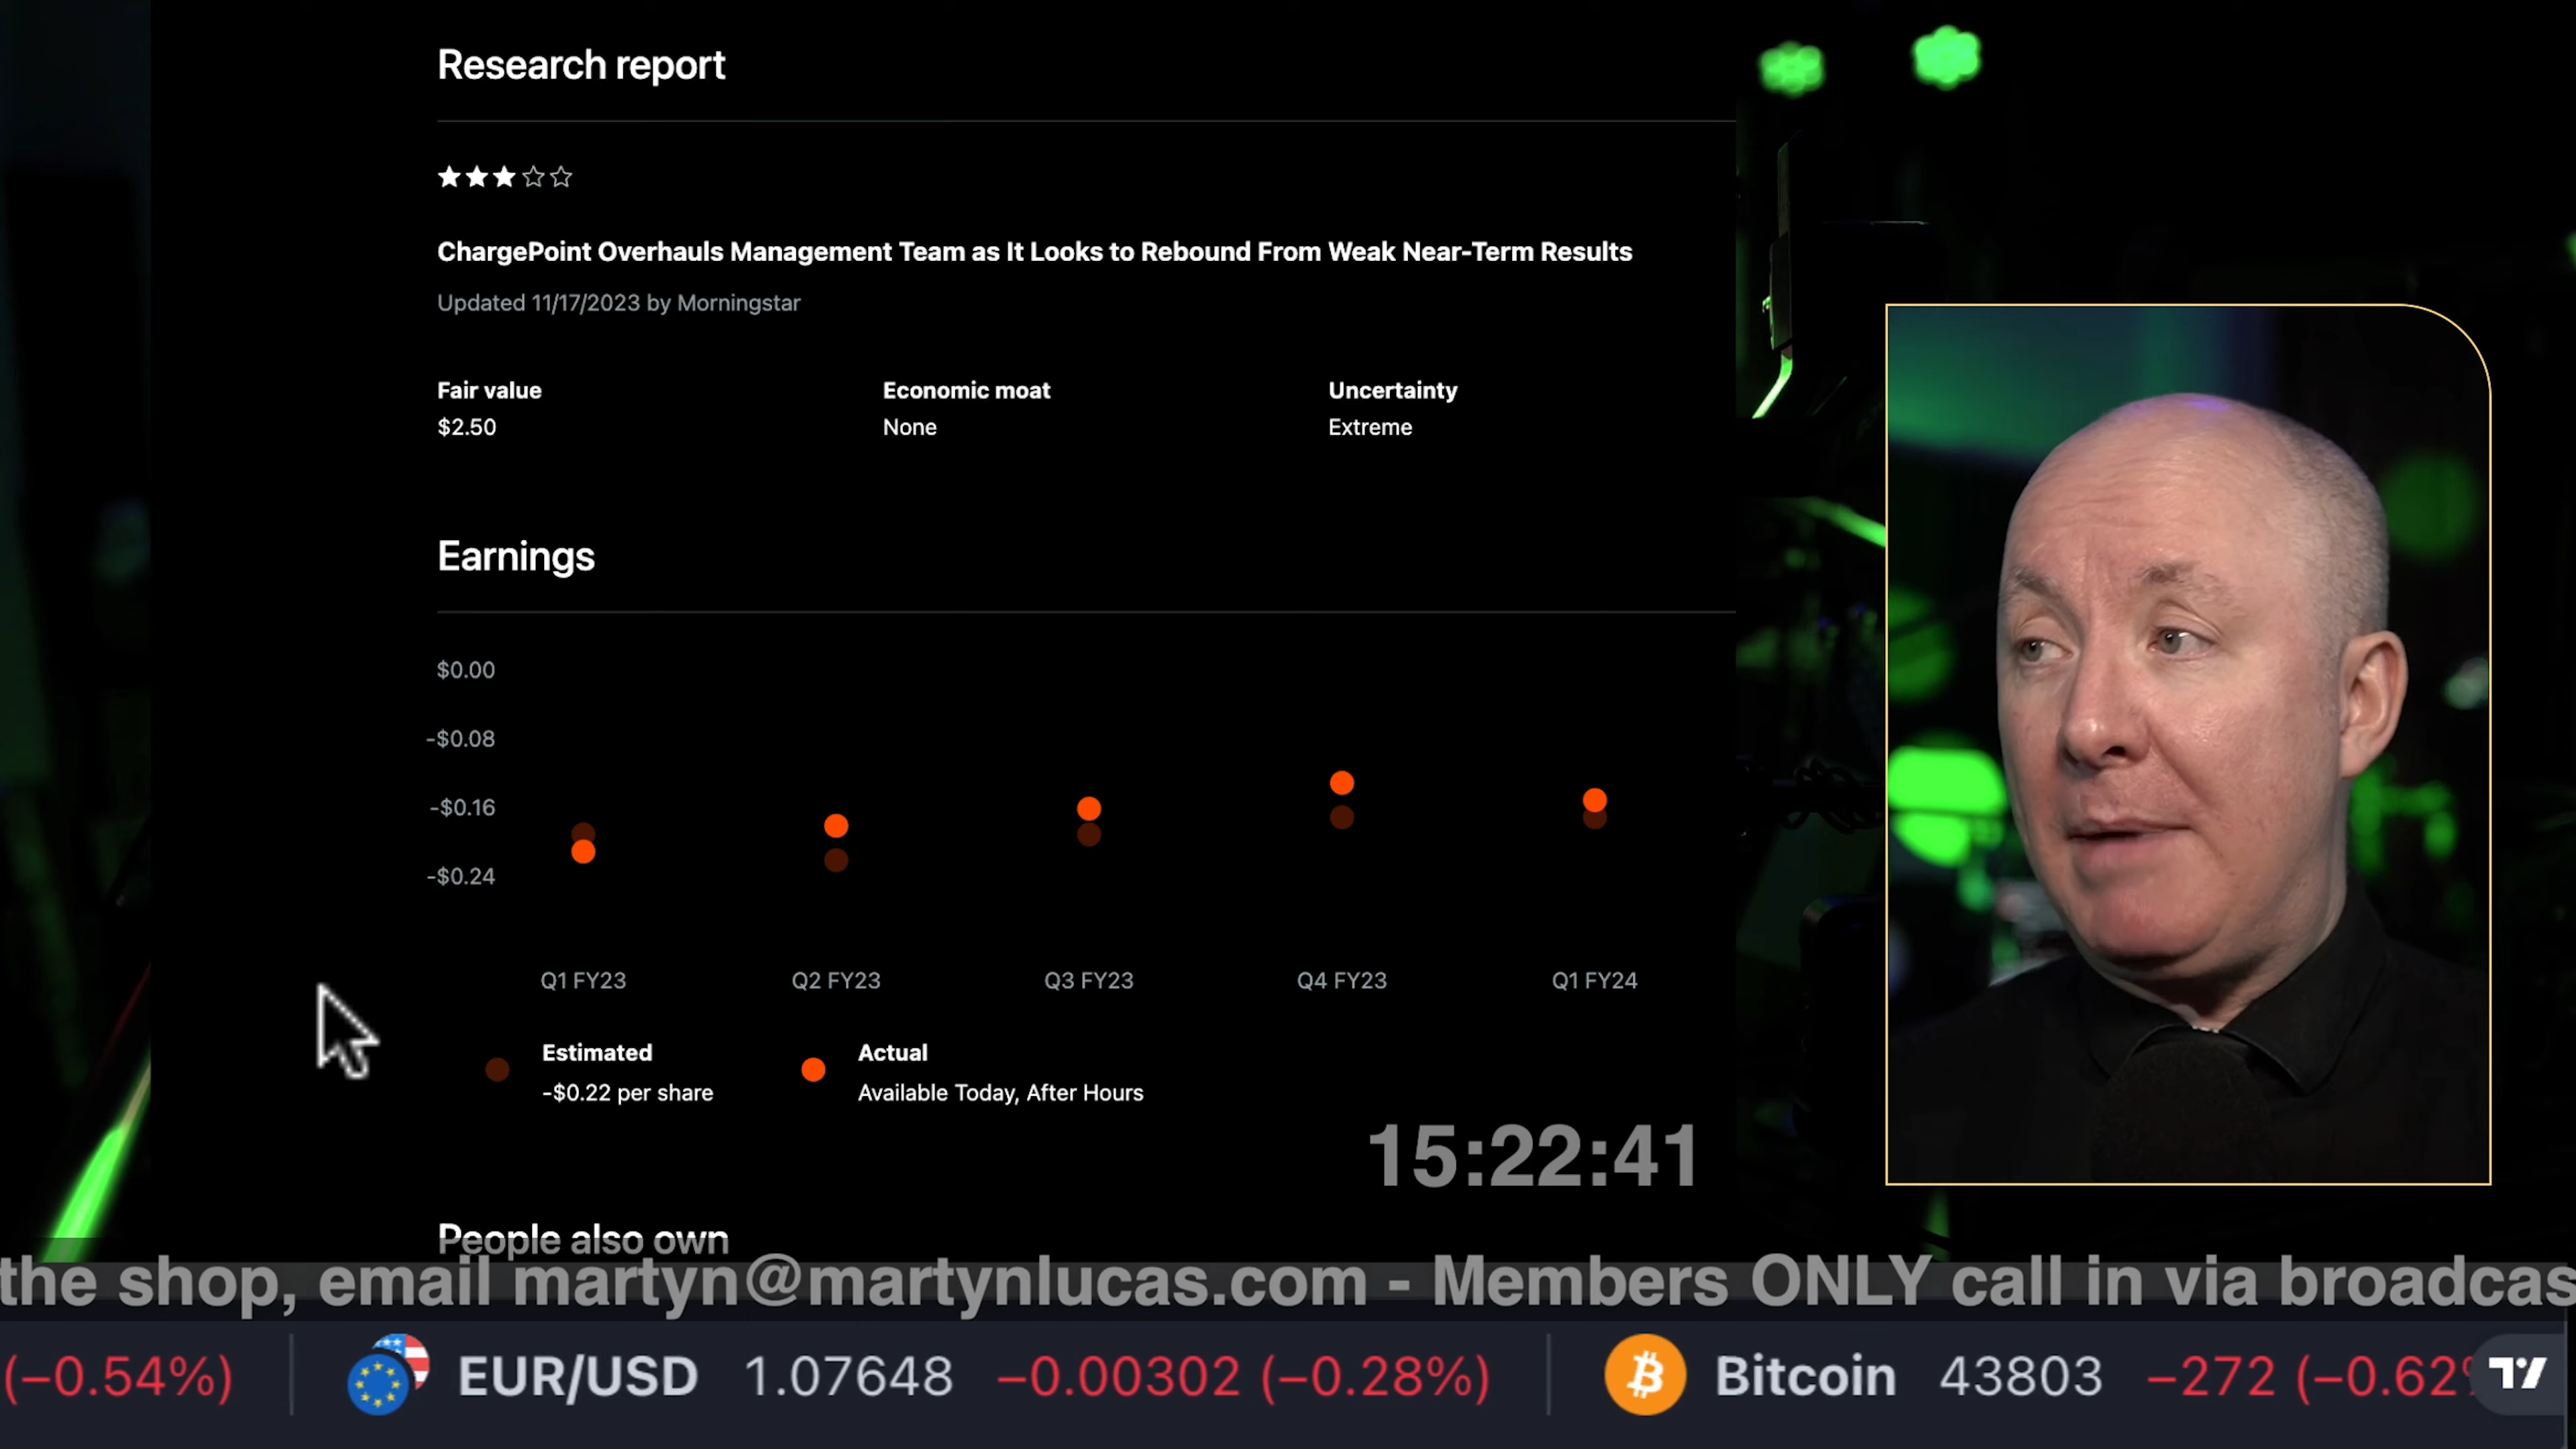 Research report
ChargePoint Overhauls Management Team as It Looks to Rebound From Weak Near-Term Results
Updated 11/17/2023 by Morningstar
Fair value Economic moat Uncertainty
$2.50 None Extreme
Earnings
$0.00
-$0.08
-$0.16
-$0.24
Q1 FY23 Q2 FY23 Q3 FY23 Q4 FY23 Q1 FY24
Estimated Actual
-$0.22 per share Available Today, After Hours
15:22:41
People also own
the shop, email martyn@martynlucas.com - Members ONLY call in via broadcas
(−0.54%) EUR/USD 1.07648 −0.00302 (−0.28%) Bitcoin 43803 −272 (−0.62%